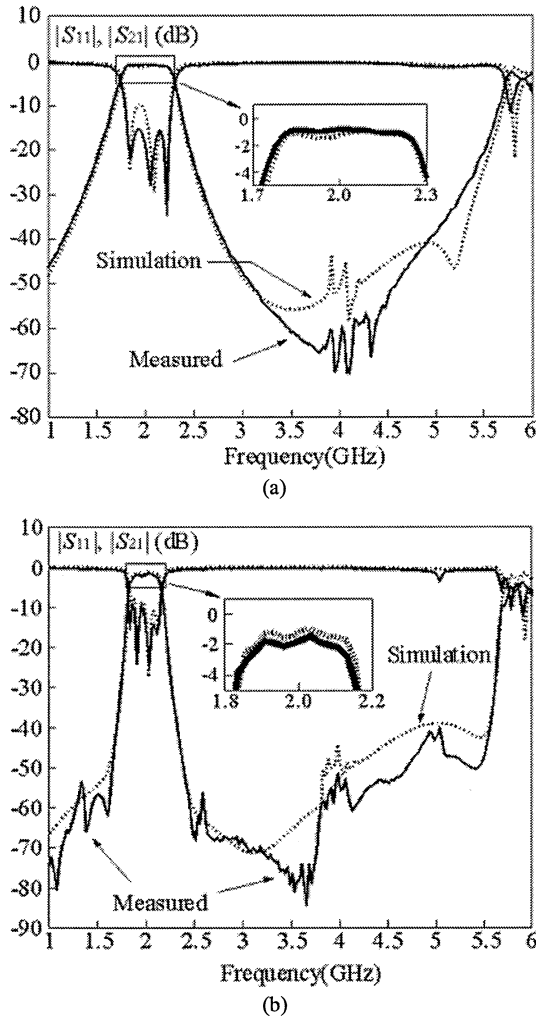 10
|S11|, |S21| (dB)
0
-10
-20
-30
-40
-50
-60
-70
-80
0
-2
-4
1.7 2.0 2.3
Simulation
Measured
1 1.5 2 2.5 3 3.5 4 4.5 5 5.5 6
Frequency(GHz)
(a)
10
|S11|, |S21| (dB)
0
-10
-20
-30
-40
-50
-60
-70
-80
-90
0
-2
-4
1.8 2.0 2.2
Simulation
Measured
1 1.5 2 2.5 3 3.5 4 4.5 5 5.5 6
Frequency(GHz)
(b)